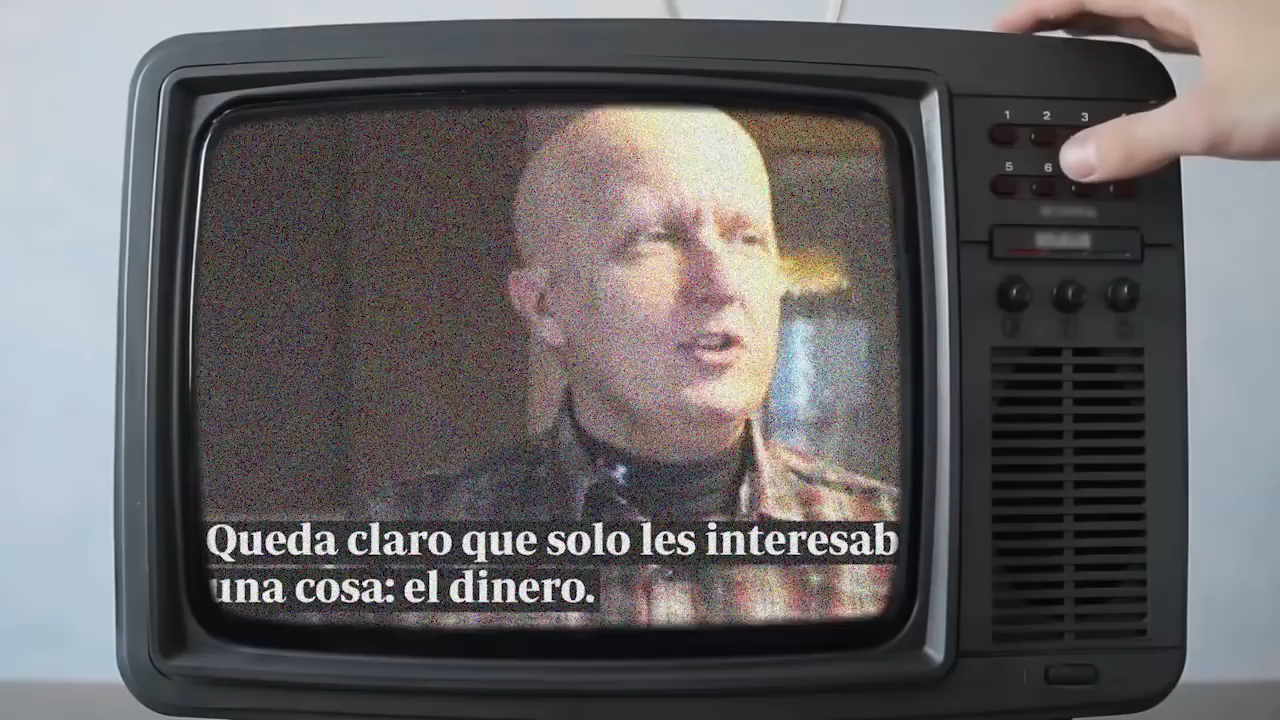 1 2 3
5 6
Queda claro que solo les interesab
una cosa: el dinero.